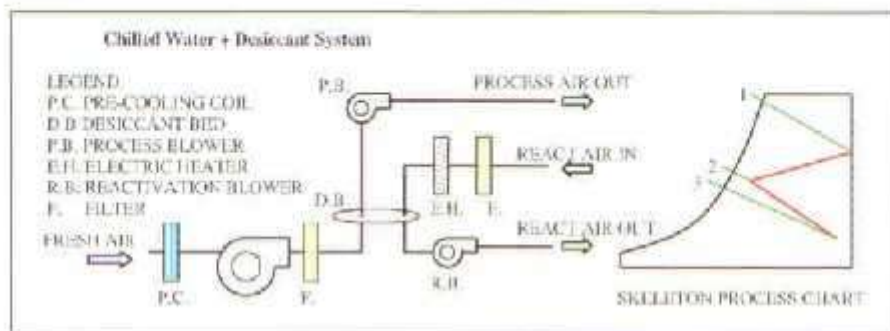 Chilled Water + Desiccant System
LEGEND
P.C. PRE-COOLING COIL
D.B DESICCANT BED
P.B. PROCESS BLOWER
E.H. ELECTRIC HEATER
R.B. REACTIVATION BLOWER
F. FILTER
FRESH AIR
P.C.
F.
D.B.
P.B.
PROCESS AIR OUT
REACT AIR IN
E.H.
F.
REACT AIR OUT
R.B.
1
2
3
SKELETON PROCESS CHART